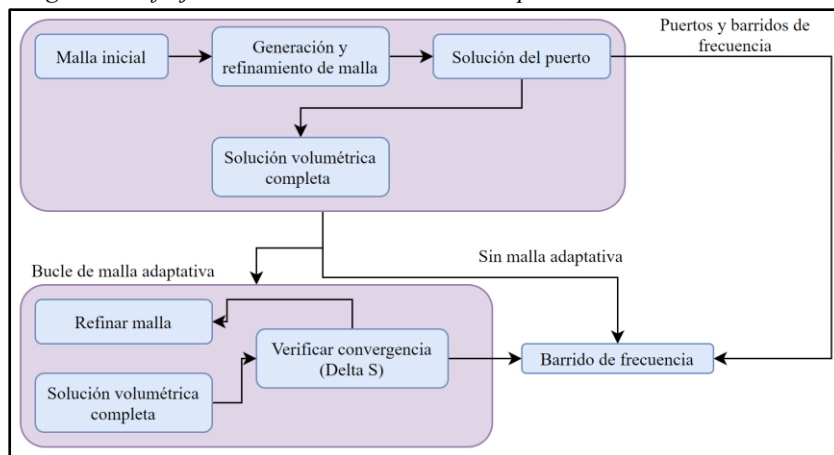 Malla inicial
Generación y
refinamiento de malla
Solución del puerto
Puertos y barridos de
frecuencia
Solución volumétrica
completa
Bucle de malla adaptativa
Sin malla adaptativa
Refinar malla
Verificar convergencia
(Delta S)
Barrido de frecuencia
Solución volumétrica
completa